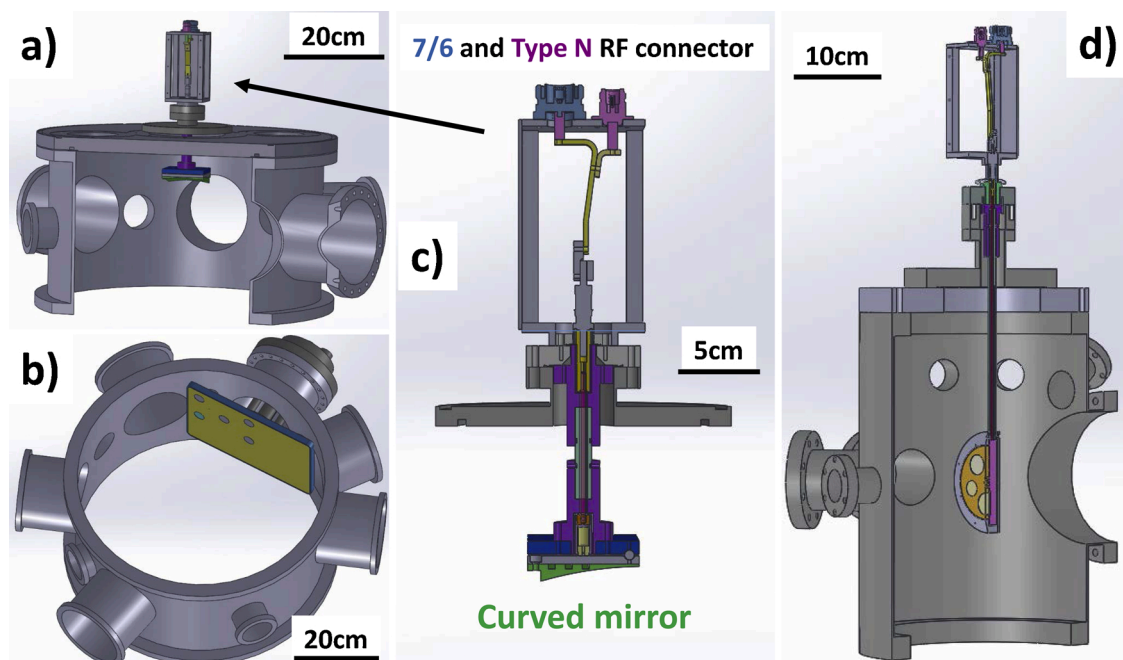 a)
20cm
7/6 and Type N RF connector
d)
10cm
c)
5cm
b)
20cm
Curved mirror